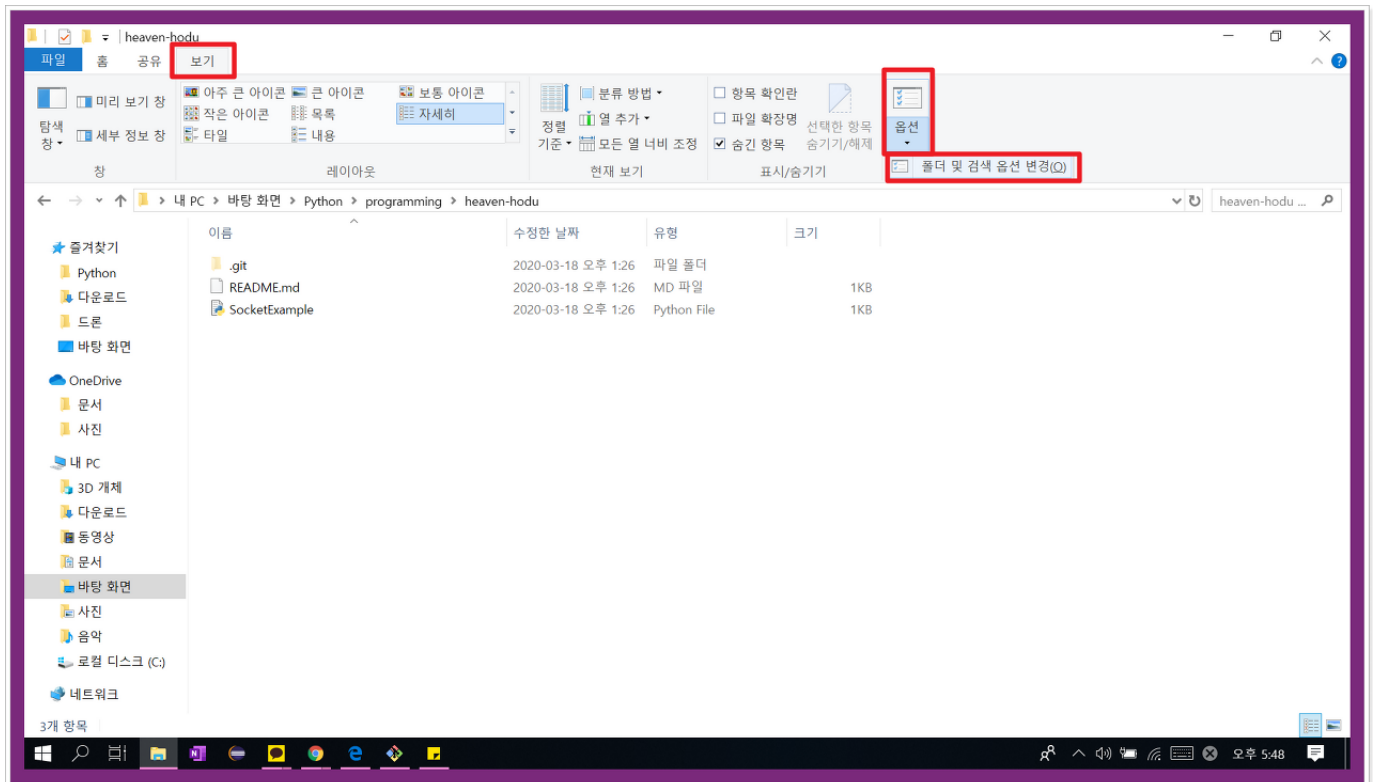 heaven-hodu
파일 홈 공유 보기
미리 보기 창
세부 정보 창
탐색
창
아주 큰 아이콘 큰 아이콘 보통 아이콘
작은 아이콘 목록 자세히
타일 내용
정렬
기준
분류 방법
열 추가
모든 열 너비 조정
항목 확인란
파일 확장명
숨긴 항목
선택한 항목
숨기기/해제
옵션
창 레이아웃 현재 보기 표시/숨기기
폴더 및 검색 옵션 변경(O)
내 PC > 바탕 화면 > Python > programming > heaven-hodu
heaven-hodu ...
이름 수정한 날짜 유형 크기
.git 2020-03-18 오후 1:26 파일 폴더
README.md 2020-03-18 오후 1:26 MD 파일 1KB
SocketExample 2020-03-18 오후 1:26 Python File 1KB
즐겨찾기
Python
다운로드
드론
바탕 화면
OneDrive
문서
사진
내 PC
3D 개체
다운로드
동영상
문서
바탕 화면
사진
음악
로컬 디스크 (C:)
네트워크
3개 항목
오후 5:48